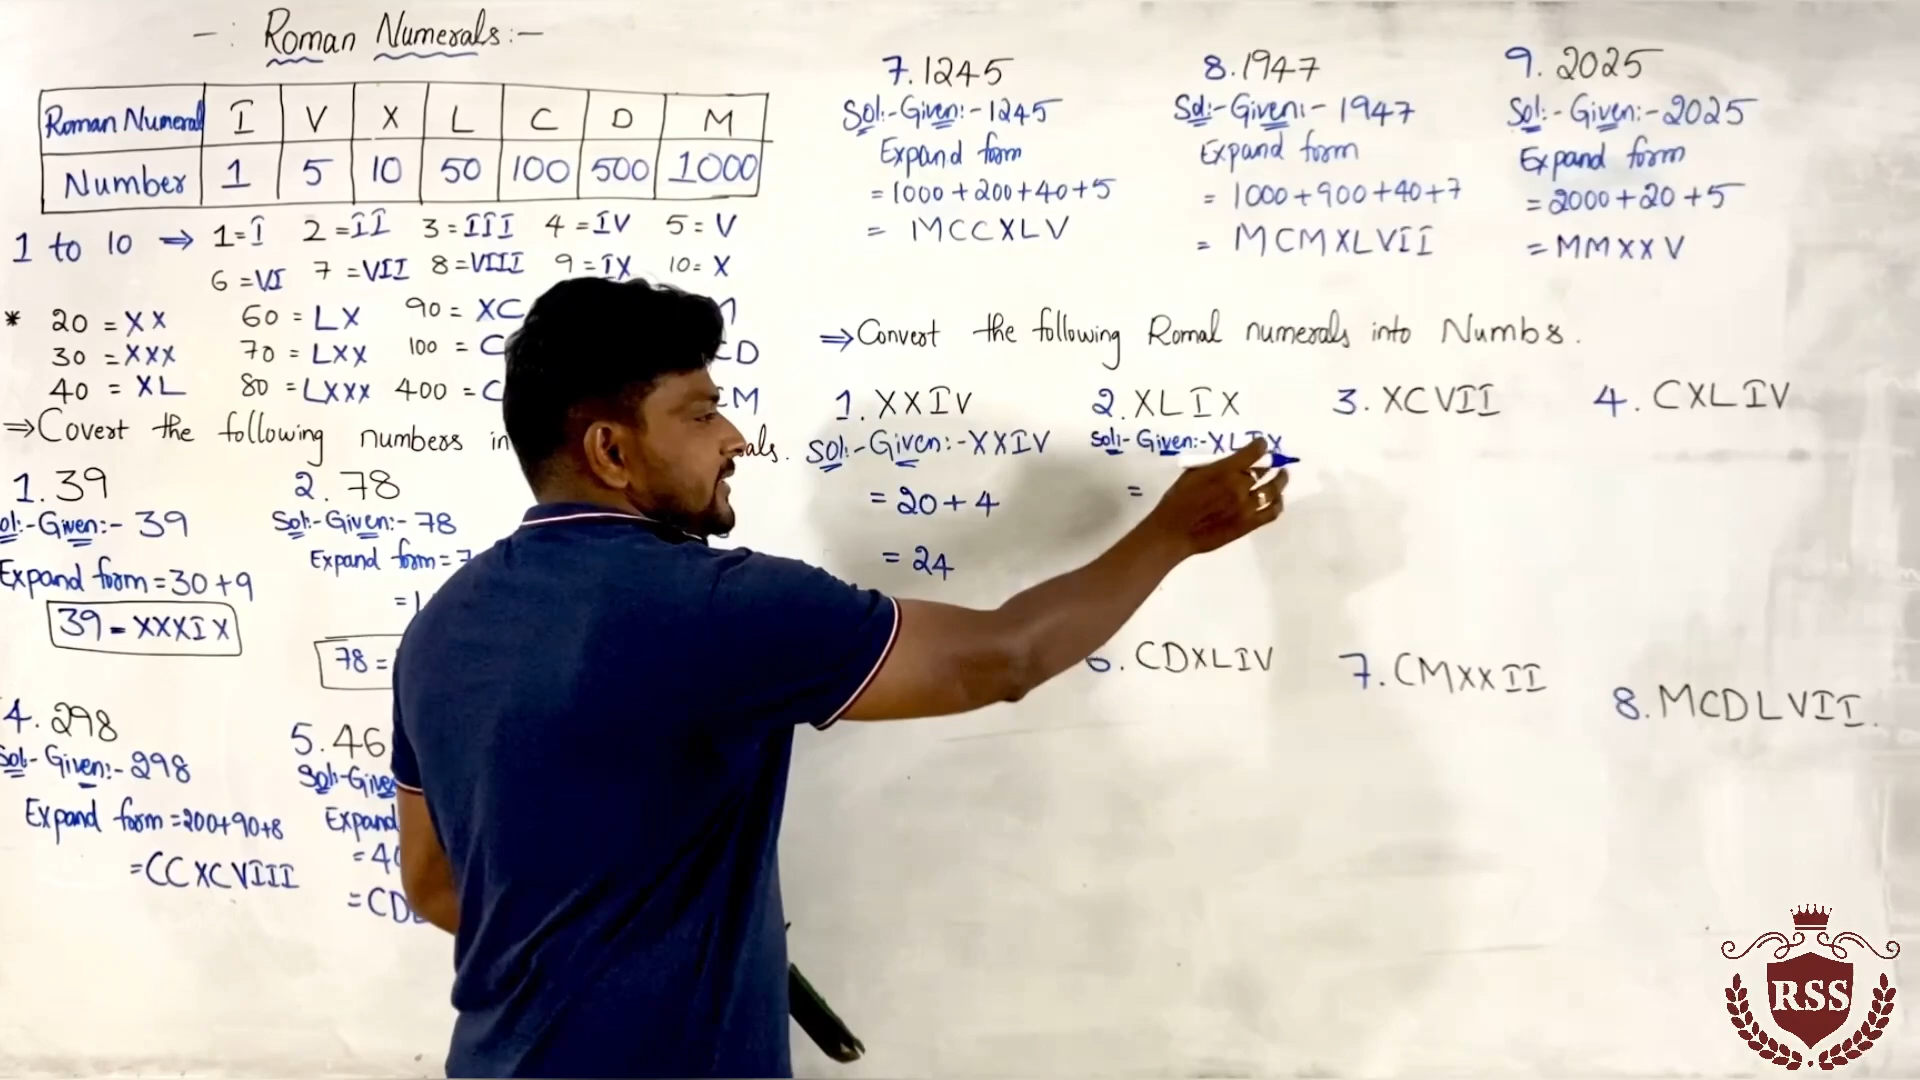 -: Roman Numerals:-
Roman Numeral I V X L C D M
Number 1 5 10 50 100 500 1000
1 to 10 ⇒ 1=I 2=II 3=III 4=IV 5=V
6=VI 7=VII 8=VIII 9=IX 10=X
* 20=XX 60=LX 90=XC
30=XXX 70=LXX 100=C
40=XL 80=LXXX 400=C
⇒Covert the following numbers in
1. 39
Sol:-Given:-39
Expand form=30+9
39=XXXIX
2. 78
Sol:-Given:-78
Expand form=7
78=
4. 298
Sol:-Given:-298
Expand form=200+90+8
=CCXCVIII
5. 46
Sol:-Given
Expand
=4
=CD
7. 1245
Sol:-Given:-1245
Expand form
=1000+200+40+5
= MCCXLV
8. 1947
Sol:-Given:-1947
Expand form
= 1000+900+40+7
= MCMXLVII
9. 2025
Sol:-Given:-2025
Expand form
=2000+20+5
=MMXXV
⇒Convert the following Romal numerals into Numbs.
1. XXIV
Sol:-Given:-XXIV
=20+4
=24
2. XLIX
Sol:-Given:-XLIX
=
3. XCVII
4. CXLIV
6. CDXLIV
7. CMXXII
8. MCDLVII.
RSS